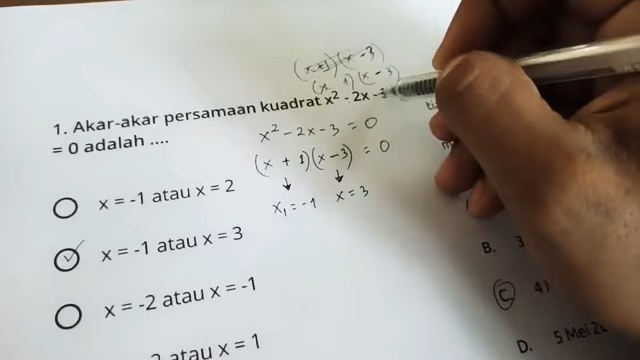 (x+1)(x-3)
(x 1)(x-3)
1. Akar-akar persamaan kuadrat x² - 2x -
= 0 adalah ....
x² - 2x - 3 = 0
(x + 1)(x - 3) = 0
x₁ = -1 x = 3
x = -1 atau x = 2
x = -1 atau x = 3
x = -2 atau x = -1
atau x = 1
B. 3
C. 4
D. 5 Mei